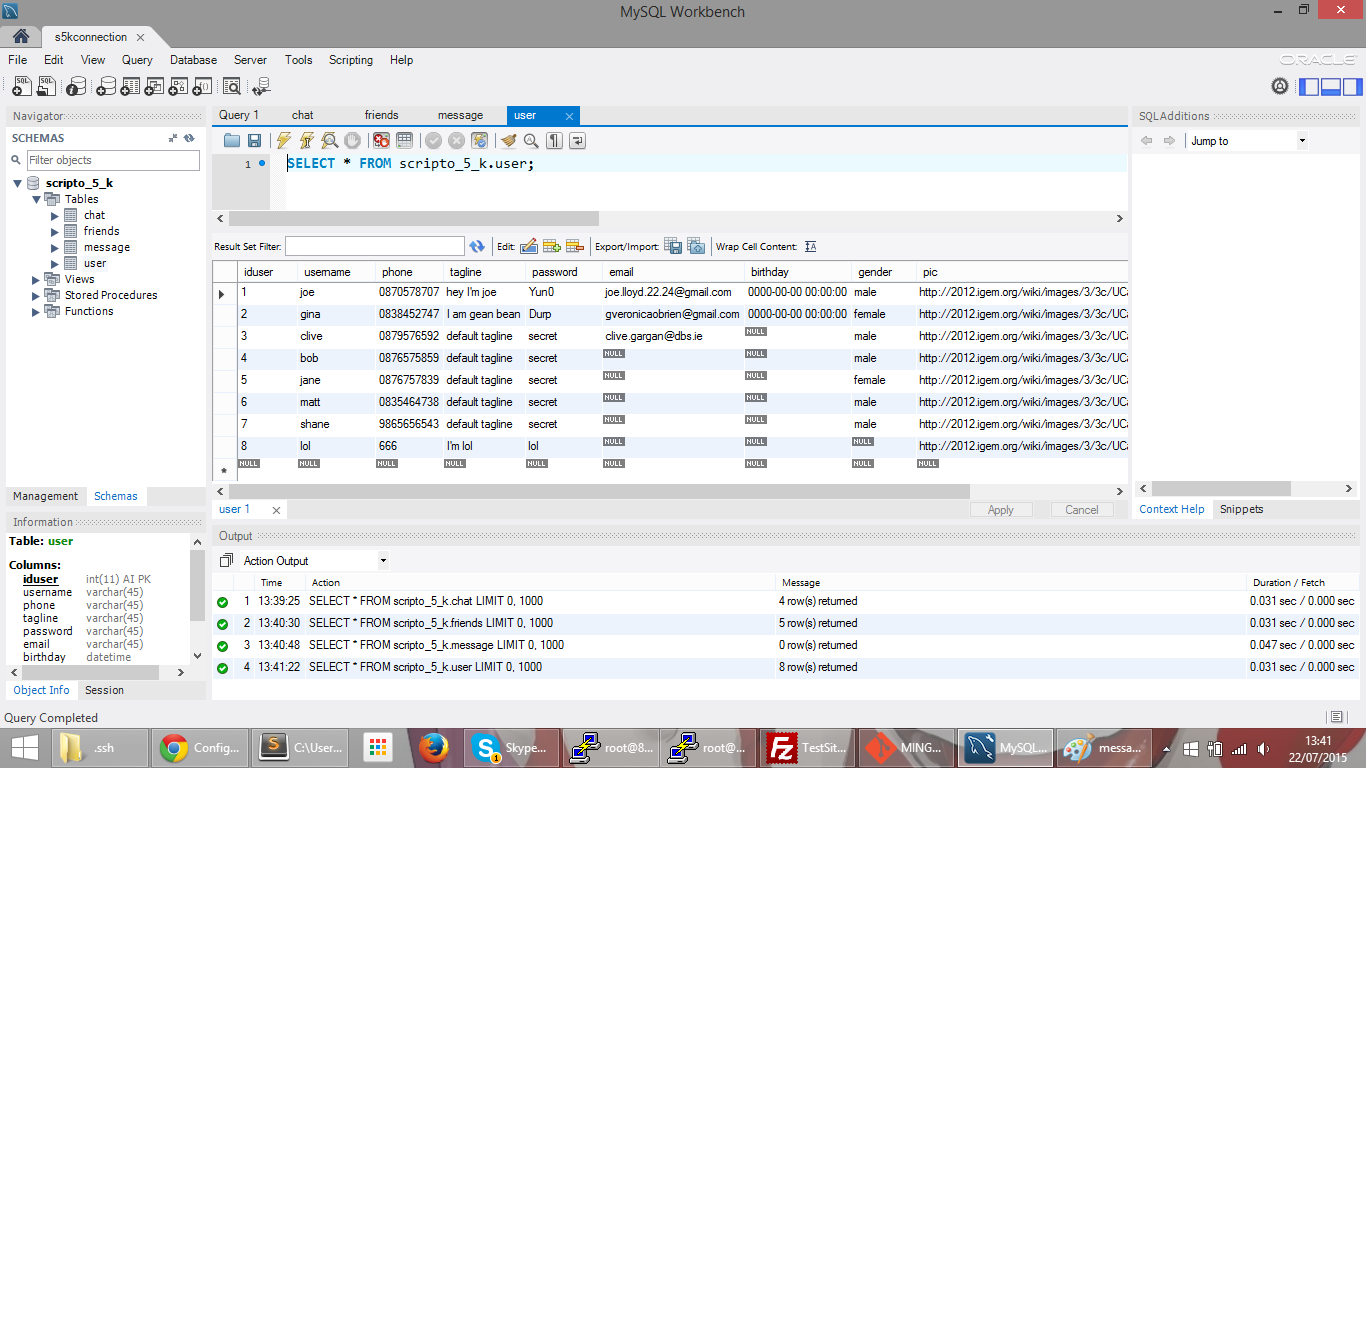 MySQL Workbench
s5kconnection
File Edit View Query Database Server Tools Scripting Help
ORACLE
Navigator
SCHEMAS
Filter objects
scripto_5_k
Tables
chat
friends
message
user
Views
Stored Procedures
Functions
Management Schemas
Information
Table: user
Columns:
iduser int(11) AI PK
username varchar(45)
phone varchar(45)
tagline varchar(45)
password varchar(45)
email varchar(45)
birthday datetime
Object Info Session
Query 1 chat friends message user
1 SELECT * FROM scripto_5_k.user;
Result Set Filter: Edit: Export/Import: Wrap Cell Content:
iduser username phone tagline password email birthday gender pic
1 joe 0870578707 hey I'm joe Yun0 joe.lloyd.22.24@gmail.com 0000-00-00 00:00:00 male http://2012.igem.org/wiki/images/3/3c/UC
2 gina 0838452747 I am gean bean Durp gveronicaobrien@gmail.com 0000-00-00 00:00:00 female http://2012.igem.org/wiki/images/3/3c/UC
3 clive 0879576592 default tagline secret clive.gargan@dbs.ie NULL male http://2012.igem.org/wiki/images/3/3c/UC
4 bob 0876575859 default tagline secret NULL NULL male http://2012.igem.org/wiki/images/3/3c/UC
5 jane 0876757839 default tagline secret NULL NULL female http://2012.igem.org/wiki/images/3/3c/UC
6 matt 0835464738 default tagline secret NULL NULL male http://2012.igem.org/wiki/images/3/3c/UC
7 shane 9865656543 default tagline secret NULL NULL male http://2012.igem.org/wiki/images/3/3c/UC
8 lol 666 I'm lol lol NULL NULL NULL http://2012.igem.org/wiki/images/3/3c/UC
NULL NULL NULL NULL NULL NULL NULL NULL NULL
user 1 Apply Cancel
SQLAdditions
Jump to
Context Help Snippets
Output
Action Output
Time Action Message Duration / Fetch
1 13:39:25 SELECT * FROM scripto_5_k.chat LIMIT 0, 1000 4 row(s) returned 0.031 sec / 0.000 sec
2 13:40:30 SELECT * FROM scripto_5_k.friends LIMIT 0, 1000 5 row(s) returned 0.031 sec / 0.000 sec
3 13:40:48 SELECT * FROM scripto_5_k.message LIMIT 0, 1000 0 row(s) returned 0.047 sec / 0.000 sec
4 13:41:22 SELECT * FROM scripto_5_k.user LIMIT 0, 1000 8 row(s) returned 0.031 sec / 0.000 sec
Query Completed
.ssh Config... C:\User... Skype... root@8... root@... TestSit... MING... MySQL... messa...
13:41
22/07/2015